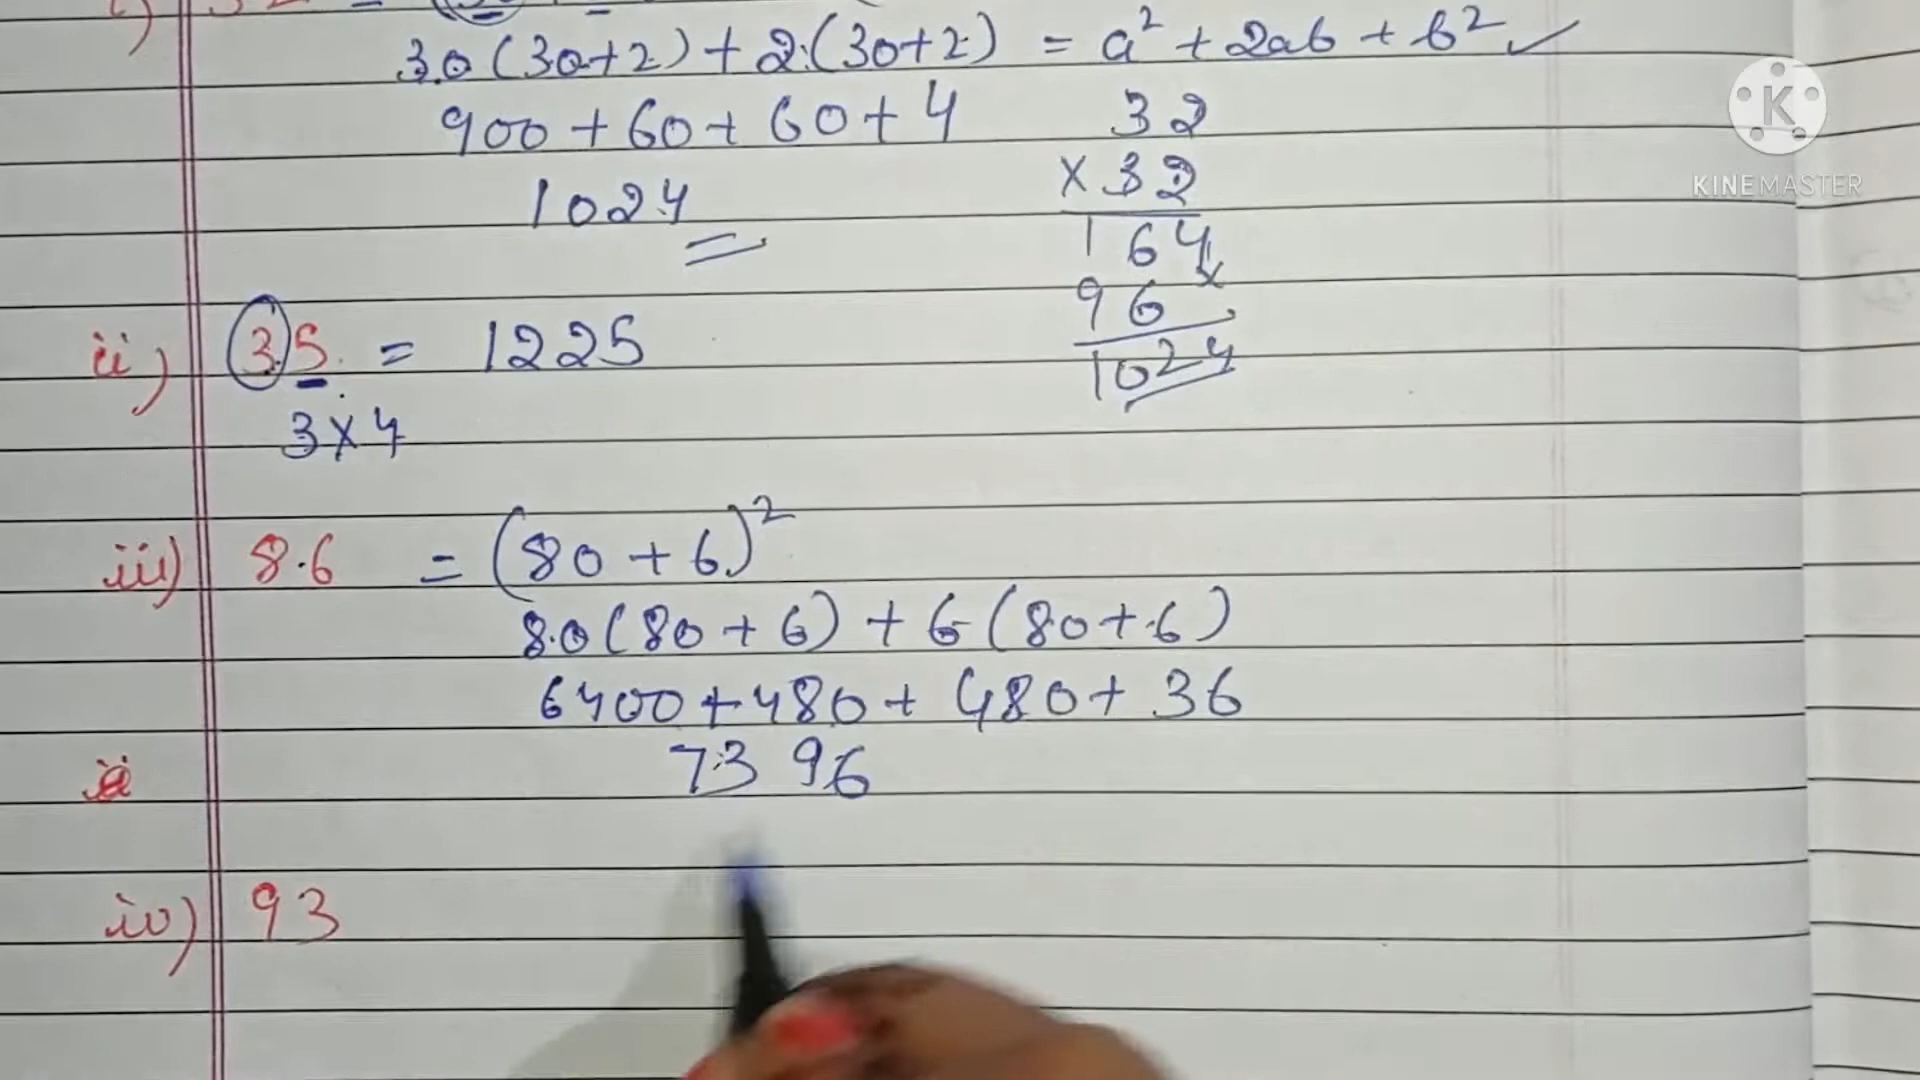 30(30+2)+2(30+2) = a² + 2ab + b² ✓
900 + 60 + 60 + 4
1024
32
× 32
164
96×
1024
ii) 35 = 1225
3×4
iii) 86 = (80 + 6)²
80(80 + 6) + 6(80+6)
6400 + 480 + 480 + 36
7396
iv) 93
K
KINEMASTER